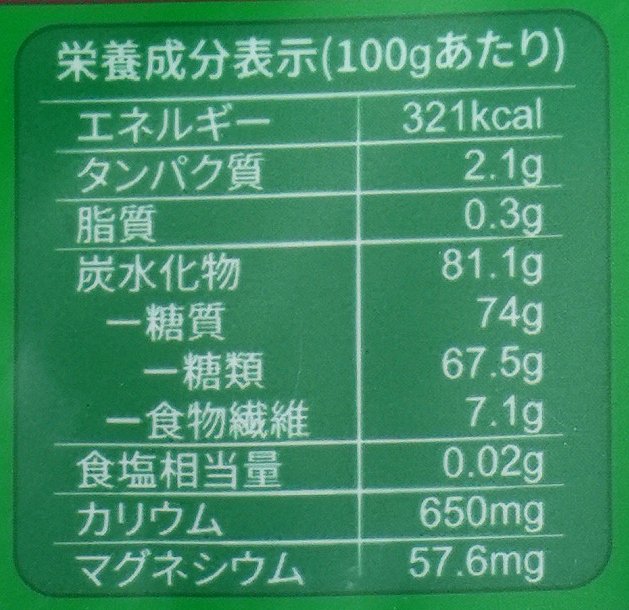 栄養成分表示(100gあたり)
エネルギー 321kcal
タンパク質 2.1g
脂質 0.3g
炭水化物 81.1g
ー糖質 74g
ー糖類 67.5g
ー食物繊維 7.1g
食塩相当量 0.02g
カリウム 650mg
マグネシウム 57.6mg